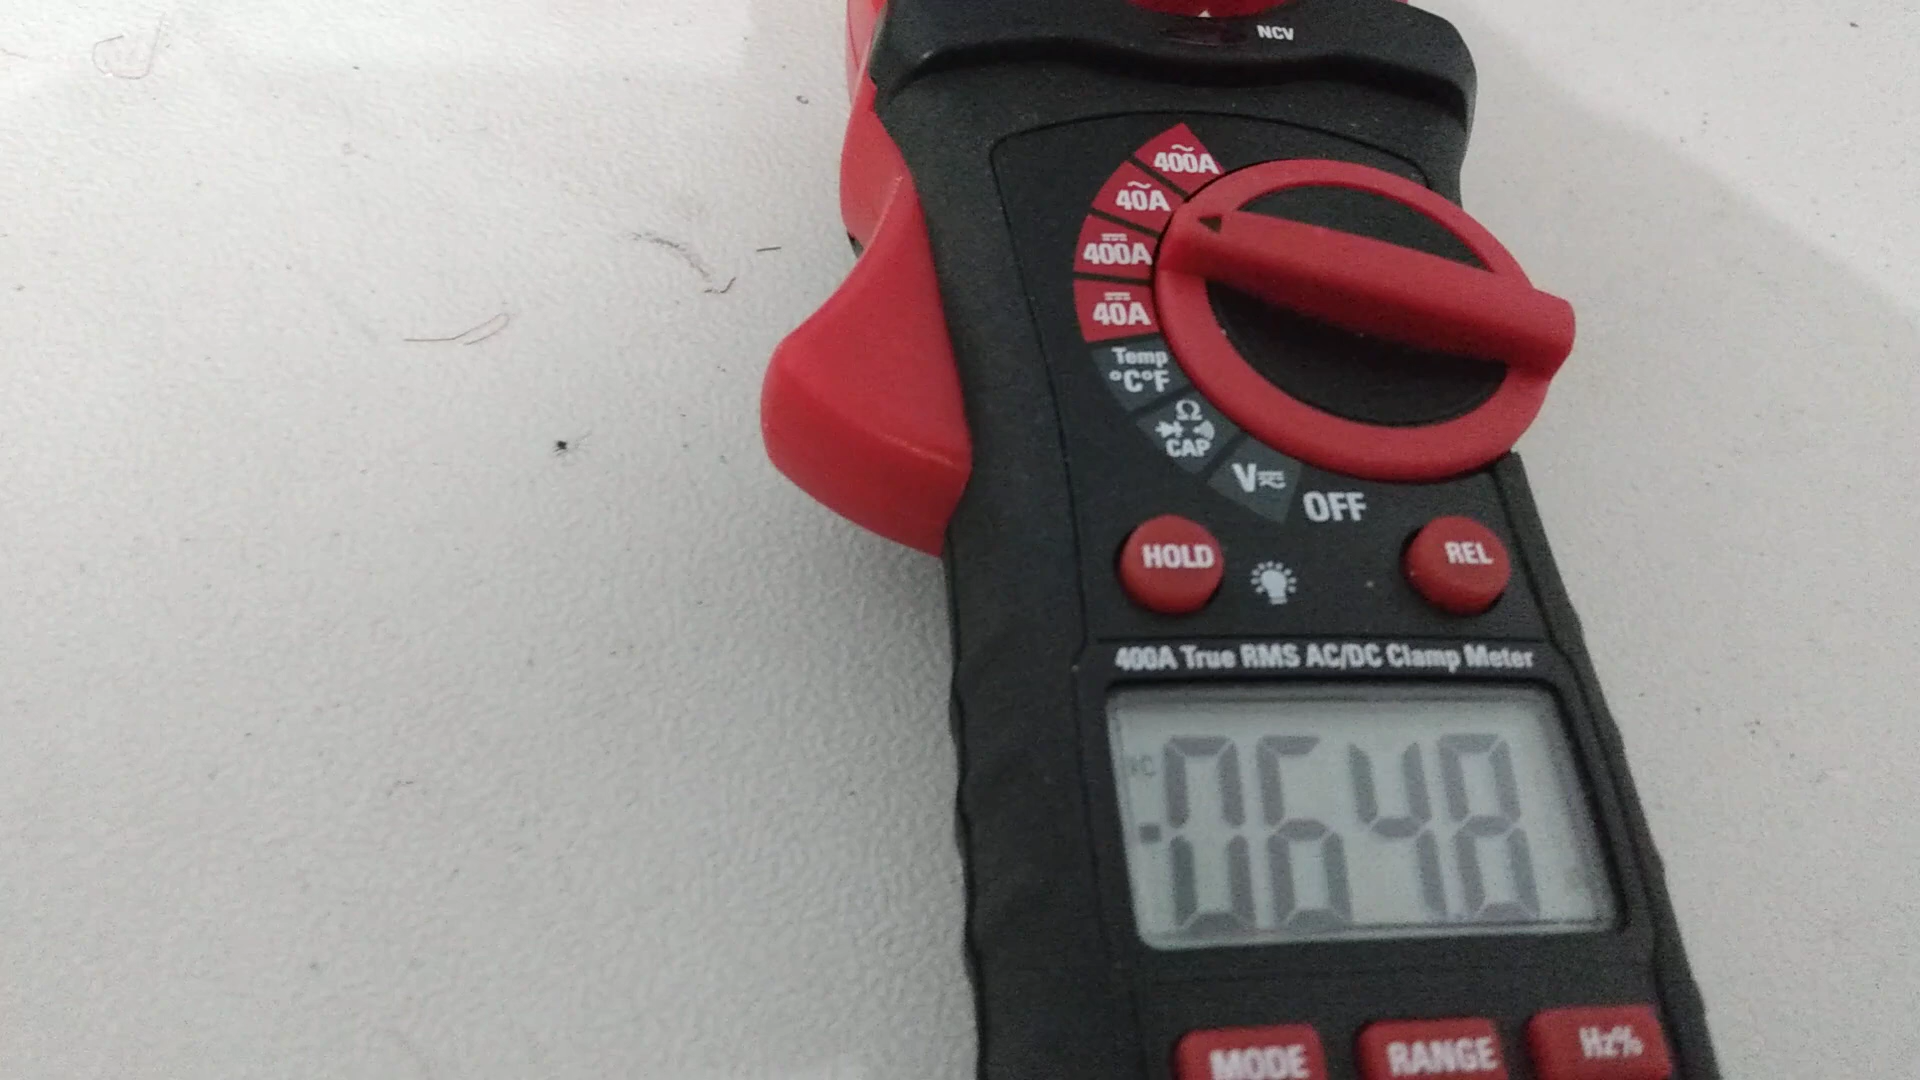 NCV
400A
40A
400A
40A
Temp
°C°F
Ω
CAP
V
OFF
HOLD
REL
400A True RMS AC/DC Clamp Meter
.0648
MODE
RANGE
Hz%